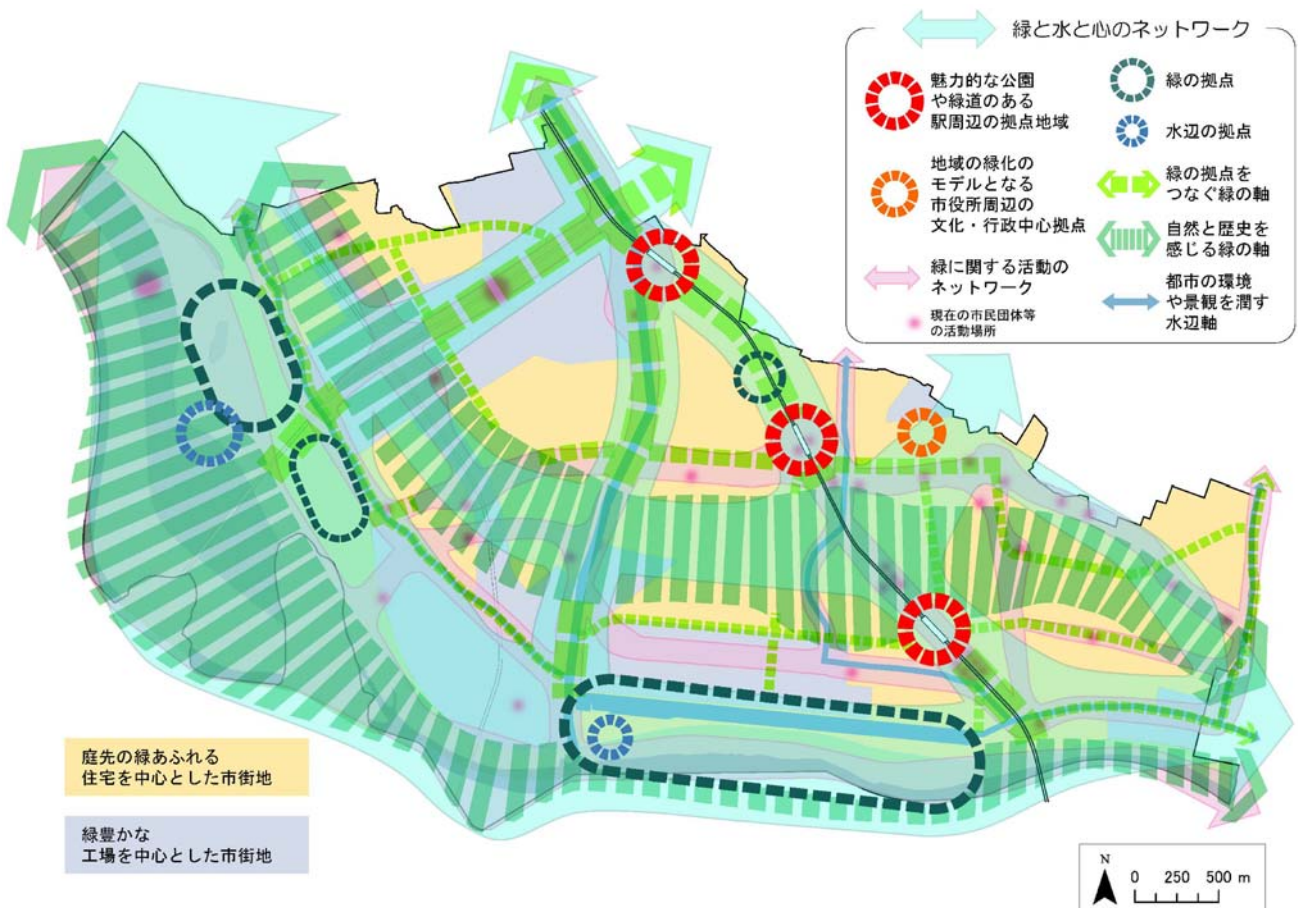 緑と水と心のネットワーク
魅力的な公園
や緑道のある
駅周辺の拠点地域
地域の緑化の
モデルとなる
市役所周辺の
文化・行政中心拠点
緑に関する活動の
ネットワーク
現在の市民団体等
の活動場所
緑の拠点
水辺の拠点
緑の拠点を
つなぐ緑の軸
自然と歴史を
感じる緑の軸
都市の環境
や景観を潤す
水辺軸
庭先の緑あふれる
住宅を中心とした市街地
緑豊かな
工場を中心とした市街地
N
0 250 500 m